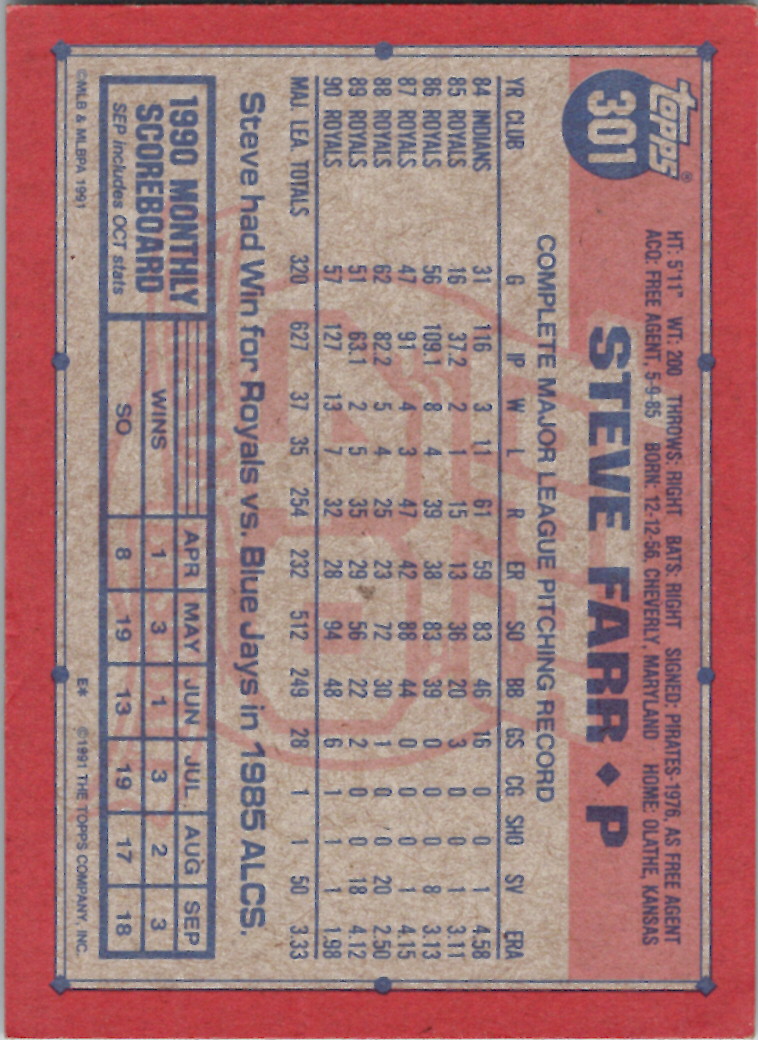 topps®
301
HT: 5'11" WT: 200 THROWS: RIGHT BATS: RIGHT SIGNED: PIRATES-1976, AS FREE AGENT
ACQ: FREE AGENT, 5-9-85 BORN: 12-12-56, CHEVERLY, MARYLAND HOME: OLATHE, KANSAS
STEVE FARR ◆ P
COMPLETE MAJOR LEAGUE PITCHING RECORD
YR CLUB G IP W L R ER SO BB GS CG SHO SV ERA
84 INDIANS 31 116 3 11 61 59 83 46 16 0 0 1 4.58
85 ROYALS 16 37.2 2 1 15 13 36 20 3 0 0 1 3.11
86 ROYALS 56 109.1 8 4 39 38 83 39 0 0 0 8 3.13
87 ROYALS 47 91 4 3 47 42 88 44 0 0 0 1 4.15
88 ROYALS 62 82.2 5 4 25 23 72 30 1 0 0 20 2.50
89 ROYALS 51 63.1 2 5 35 29 56 22 2 0 0 18 4.12
90 ROYALS 57 127 13 7 32 28 94 48 6 1 1 1 1.98
MAJ. LEA. TOTALS 320 627 37 35 254 232 512 249 28 1 1 50 3.33
Steve had Win for Royals vs. Blue Jays in 1985 ALCS.
1990 MONTHLY
SCOREBOARD
SEP includes OCT stats
APR MAY JUN JUL AUG SEP
WINS 1 3 1 3 2 3
SO 8 19 13 19 17 18
©MLB & MLBPA 1991 E* ©1991 THE TOPPS COMPANY, INC.